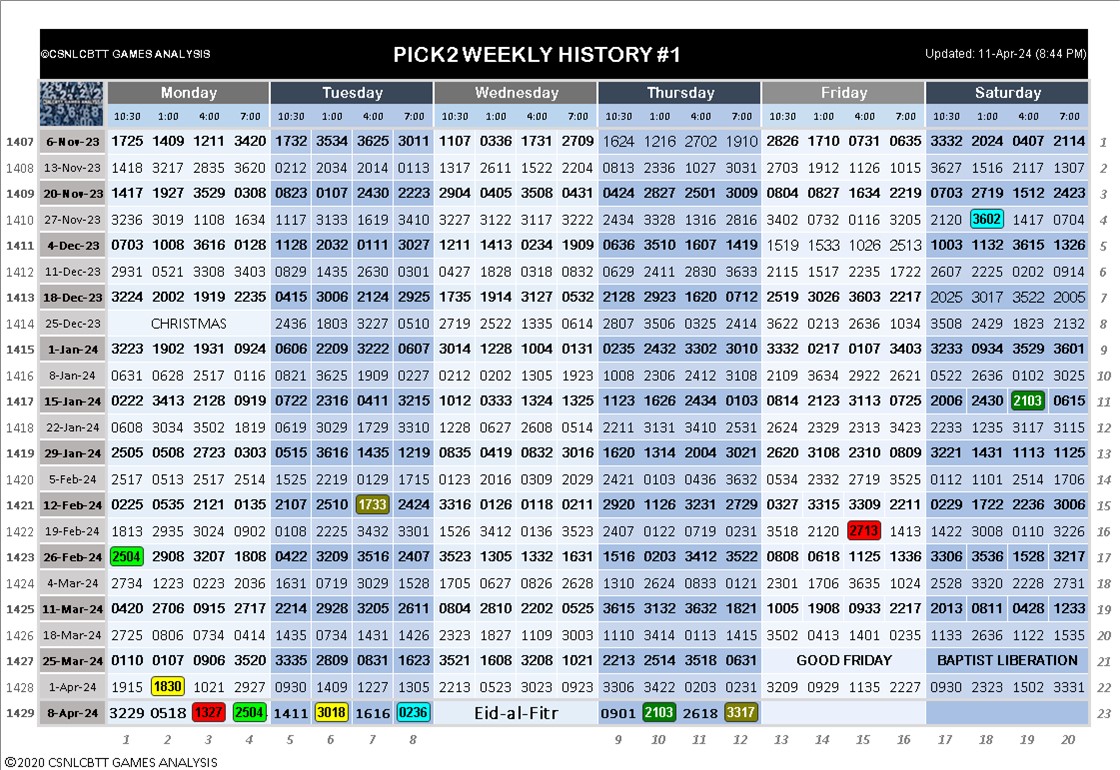 ©CSNLCBTT GAMES ANALYSIS PICK2 WEEKLY HISTORY #1 Updated: 11-Apr-24 (8:44 PM)
Monday Tuesday Wednesday Thursday Friday Saturday
10:30 1:00 4:00 7:00 10:30 1:00 4:00 8:00 10:30 1:00 4:00 7:00 10:30 1:00 4:00 7:00 10:30 1:00 4:00 7:00 10:30 1:00 4:00 7:00
1407 6-Nov-23 1725 1409 1211 3420 1732 3534 3625 3011 1107 0336 1731 2709 1624 1216 2702 1910 2826 1710 0731 0635 3332 2024 0407 2114 1
1408 13-Nov-23 1418 3217 2835 3620 0212 2034 2014 0113 1317 2611 1522 2204 0813 2336 1027 3031 2703 1912 1126 1015 3627 1516 2117 1307 2
1409 20-Nov-23 1417 1927 3529 0308 0823 0107 2430 2223 2904 0405 3508 0431 0424 2827 2501 3009 0804 0827 1634 2219 0703 2719 1512 2423 3
1410 27-Nov-23 3236 3019 1108 1634 1117 3133 1619 3410 3227 3122 3117 3222 2434 3328 1316 2816 3402 0732 0116 3205 2120 3602 1417 0704 4
1411 4-Dec-23 0703 1008 3616 0128 1128 2032 0111 3027 1211 1413 0234 1909 0636 3510 1607 1419 1519 1533 1026 2513 1003 1132 3615 1326 5
1412 11-Dec-23 2931 0521 3308 3403 0829 1435 2630 0301 0427 1828 0318 0832 0629 2411 2830 3633 2115 1517 2235 1722 2607 2225 0202 0914 6
1413 18-Dec-23 3224 2002 1919 2235 0415 3006 2124 2925 1735 1914 3127 0532 2128 2923 1620 0712 2519 3026 3603 2217 2025 3017 3522 2005 7
1414 25-Dec-23 CHRISTMAS 2436 1803 3227 0510 2719 2522 1335 0614 2807 3506 0325 2414 3622 0213 2636 1034 3508 2429 1823 2132 8
1415 1-Jan-24 3223 1902 1931 0924 0606 2209 3222 0607 3014 1228 1004 0131 0235 2432 3302 3010 3332 0217 0107 3403 3233 0934 3529 3601 9
1416 8-Jan-24 0631 0628 2517 0116 0821 3625 1909 0227 0212 0202 1305 1923 1008 2306 2412 3108 2109 3634 2922 2621 0522 2636 0102 3025 10
1417 15-Jan-24 0222 3413 2128 0919 0722 2316 0411 3215 1012 0333 1324 1325 1123 1626 2434 0103 0814 2123 3113 0725 2006 2430 2103 0615 11
1418 22-Jan-24 0608 3034 3502 1819 0619 3029 1729 3310 1228 0627 2608 0514 2211 3131 3410 2531 2624 2329 2313 3423 2233 1235 3117 3115 12
1419 29-Jan-24 2505 0508 2723 0303 0515 3616 1435 1219 0835 0419 0832 3016 1620 1314 2004 3021 2620 3108 2310 0809 3221 1431 1113 1125 13
1420 5-Feb-24 2517 0513 2517 2514 1525 2219 0129 1715 0123 2016 0309 2029 2421 0103 0436 3632 0534 2332 2719 3525 0112 1101 2514 1706 14
1421 12-Feb-24 0225 0535 2121 0135 2107 2510 1733 2424 3316 0126 0118 0211 2920 1126 3231 2729 0327 3315 3309 2211 0229 1722 2236 3006 15
1422 19-Feb-24 1813 2935 3024 0902 0108 2225 3432 3301 1526 3412 0136 3523 2407 0122 0719 0231 3518 2120 2713 1413 1422 3008 0110 3226 16
1423 26-Feb-24 2504 2908 3207 1808 0422 3209 3516 2407 3523 1305 1332 1631 1516 0203 3412 3522 0808 0618 1125 1336 3306 3536 1528 3217 17
1424 4-Mar-24 2734 1223 0223 2036 1631 0719 3029 1528 1705 0627 0826 2628 1310 2624 0833 0121 2301 1706 3635 1024 2528 3320 2228 2731 18
1425 11-Mar-24 0420 2706 0915 2717 2214 2928 3205 2611 0804 2810 2202 0525 3615 3132 3632 1821 1005 1908 0933 2217 2013 0811 0428 1233 19
1426 18-Mar-24 2725 0806 0734 0414 1435 0734 1431 1426 2323 1827 1109 3003 1110 3414 0113 1415 3502 0413 1401 0235 1133 2636 1122 1535 20
1427 25-Mar-24 0110 0107 0906 3520 3335 2809 0831 1623 3521 1608 3208 1021 2213 2514 3518 0631 GOOD FRIDAY BAPTIST LIBERATION 21
1428 1-Apr-24 1915 1830 1021 2927 0930 1409 1227 1305 2213 0523 3023 0923 3306 3422 0203 0231 3209 0929 1135 2227 0930 2323 1502 3331 22
1429 8-Apr-24 3229 0518 1327 2504 1411 3018 1616 0236 Eid-al-Fitr 0901 2103 2618 3317 23
1 2 3 4 5 6 7 8 9 10 11 12 13 14 15 16 17 18 19 20
©2020 CSNLCBTT GAMES ANALYSIS